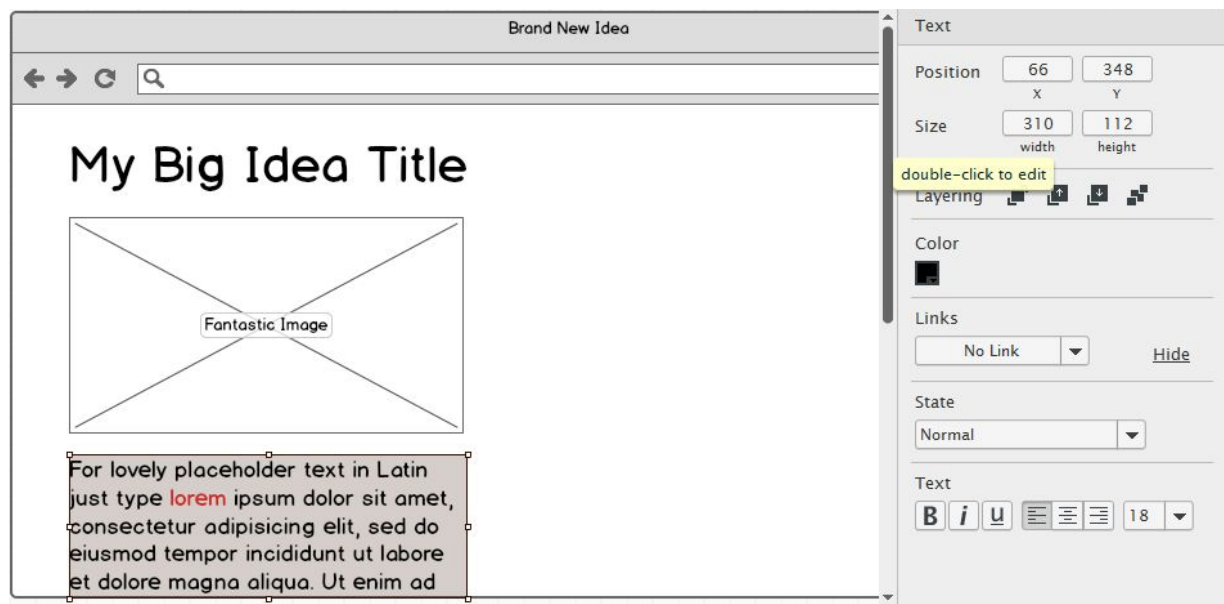 Brand New Idea
My Big Idea Title
Fantastic Image
For lovely placeholder text in Latin
just type lorem ipsum dolor sit amet,
consectetur adipisicing elit, sed do
eiusmod tempor incididunt ut labore
et dolore magna aliqua. Ut enim ad
Text
Position 66 348
X Y
Size 310 112
width height
double-click to edit
Layering
Color
Links
No Link Hide
State
Normal
Text
B i U 18